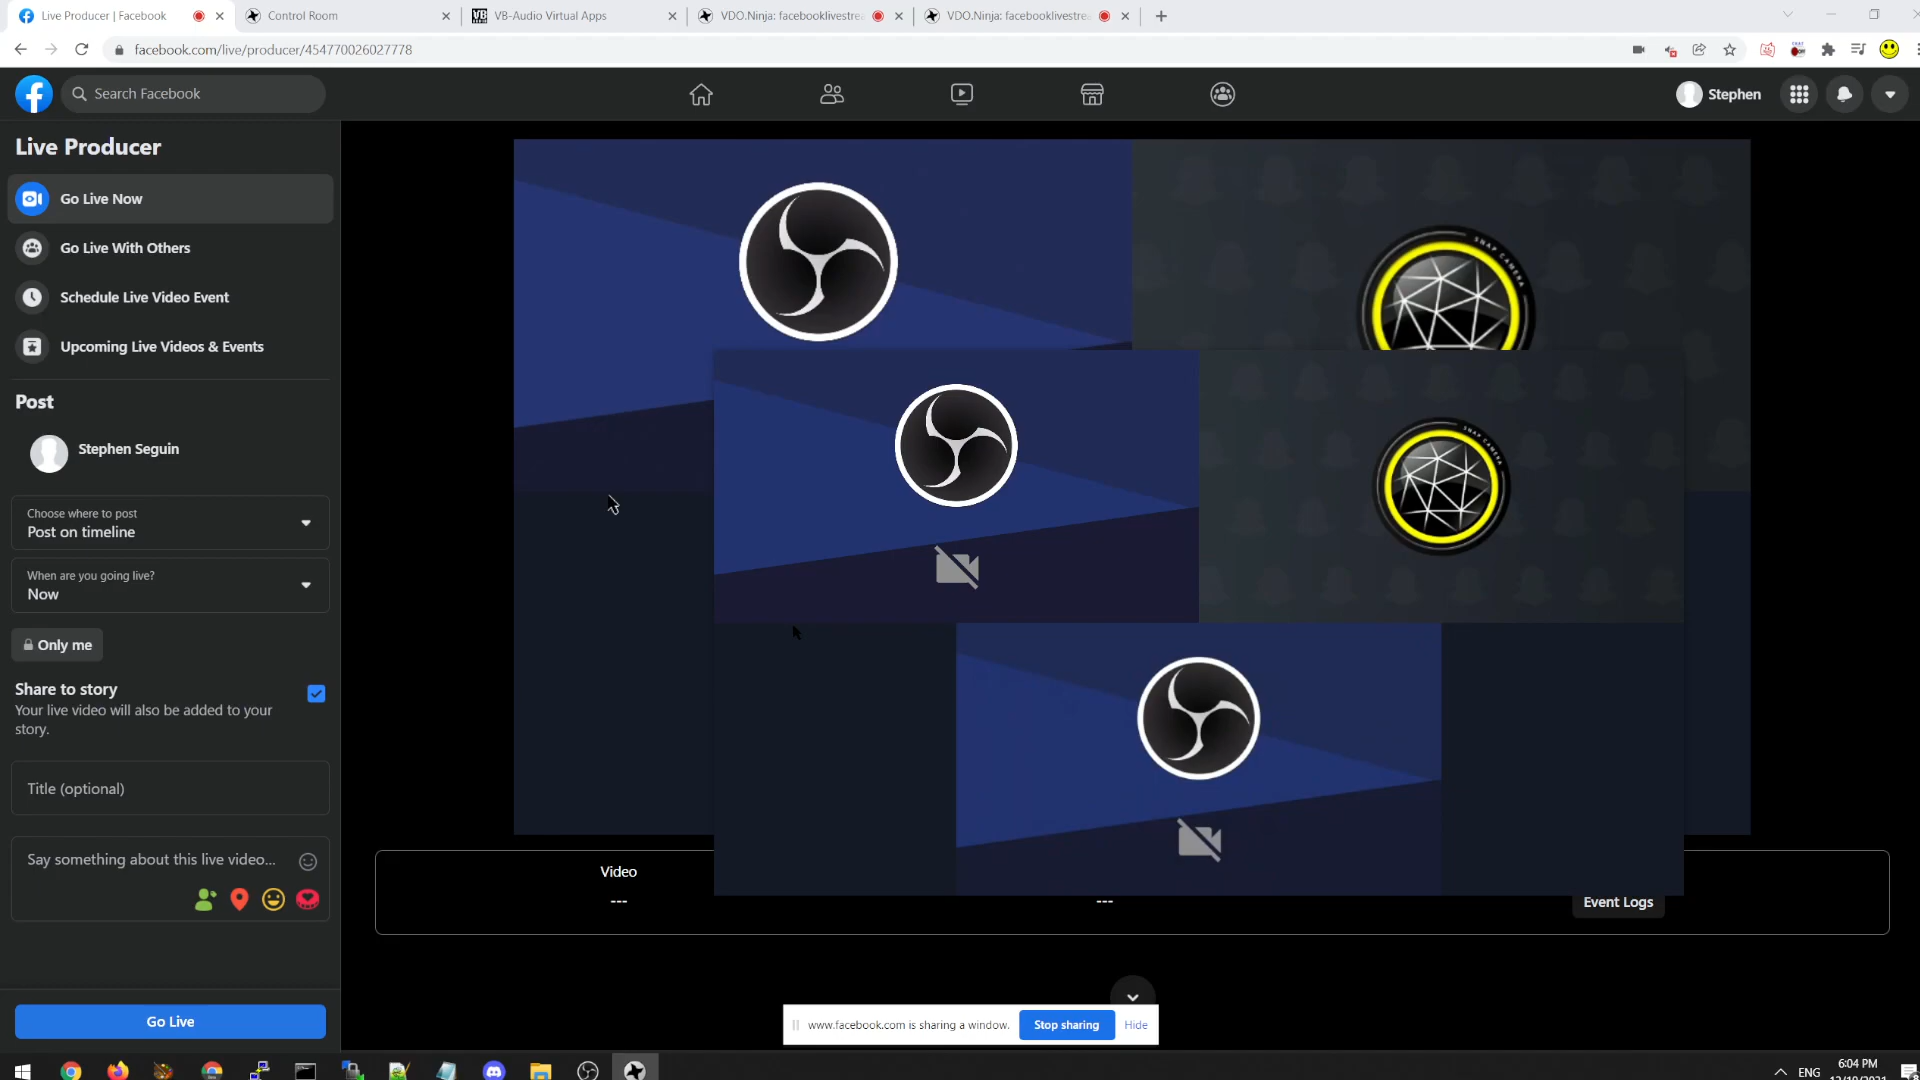 Live Producer | Facebook
Control Room
VB-Audio Virtual Apps
VDO.Ninja: facebooklivestre
VDO.Ninja: facebooklivestre
facebook.com/live/producer/454770026027778
Search Facebook
Stephen
Live Producer
Go Live Now
Go Live With Others
Schedule Live Video Event
Upcoming Live Videos & Events
Post
Stephen Seguin
Choose where to post
Post on timeline
When are you going live?
Now
Only me
Share to story
Your live video will also be added to your
story.
Title (optional)
Say something about this live video...
Go Live
SNAP CAMERA
SNAP CAMERA
Video
---
---
Event Logs
www.facebook.com is sharing a window.
Stop sharing
Hide
ENG
6:04 PM